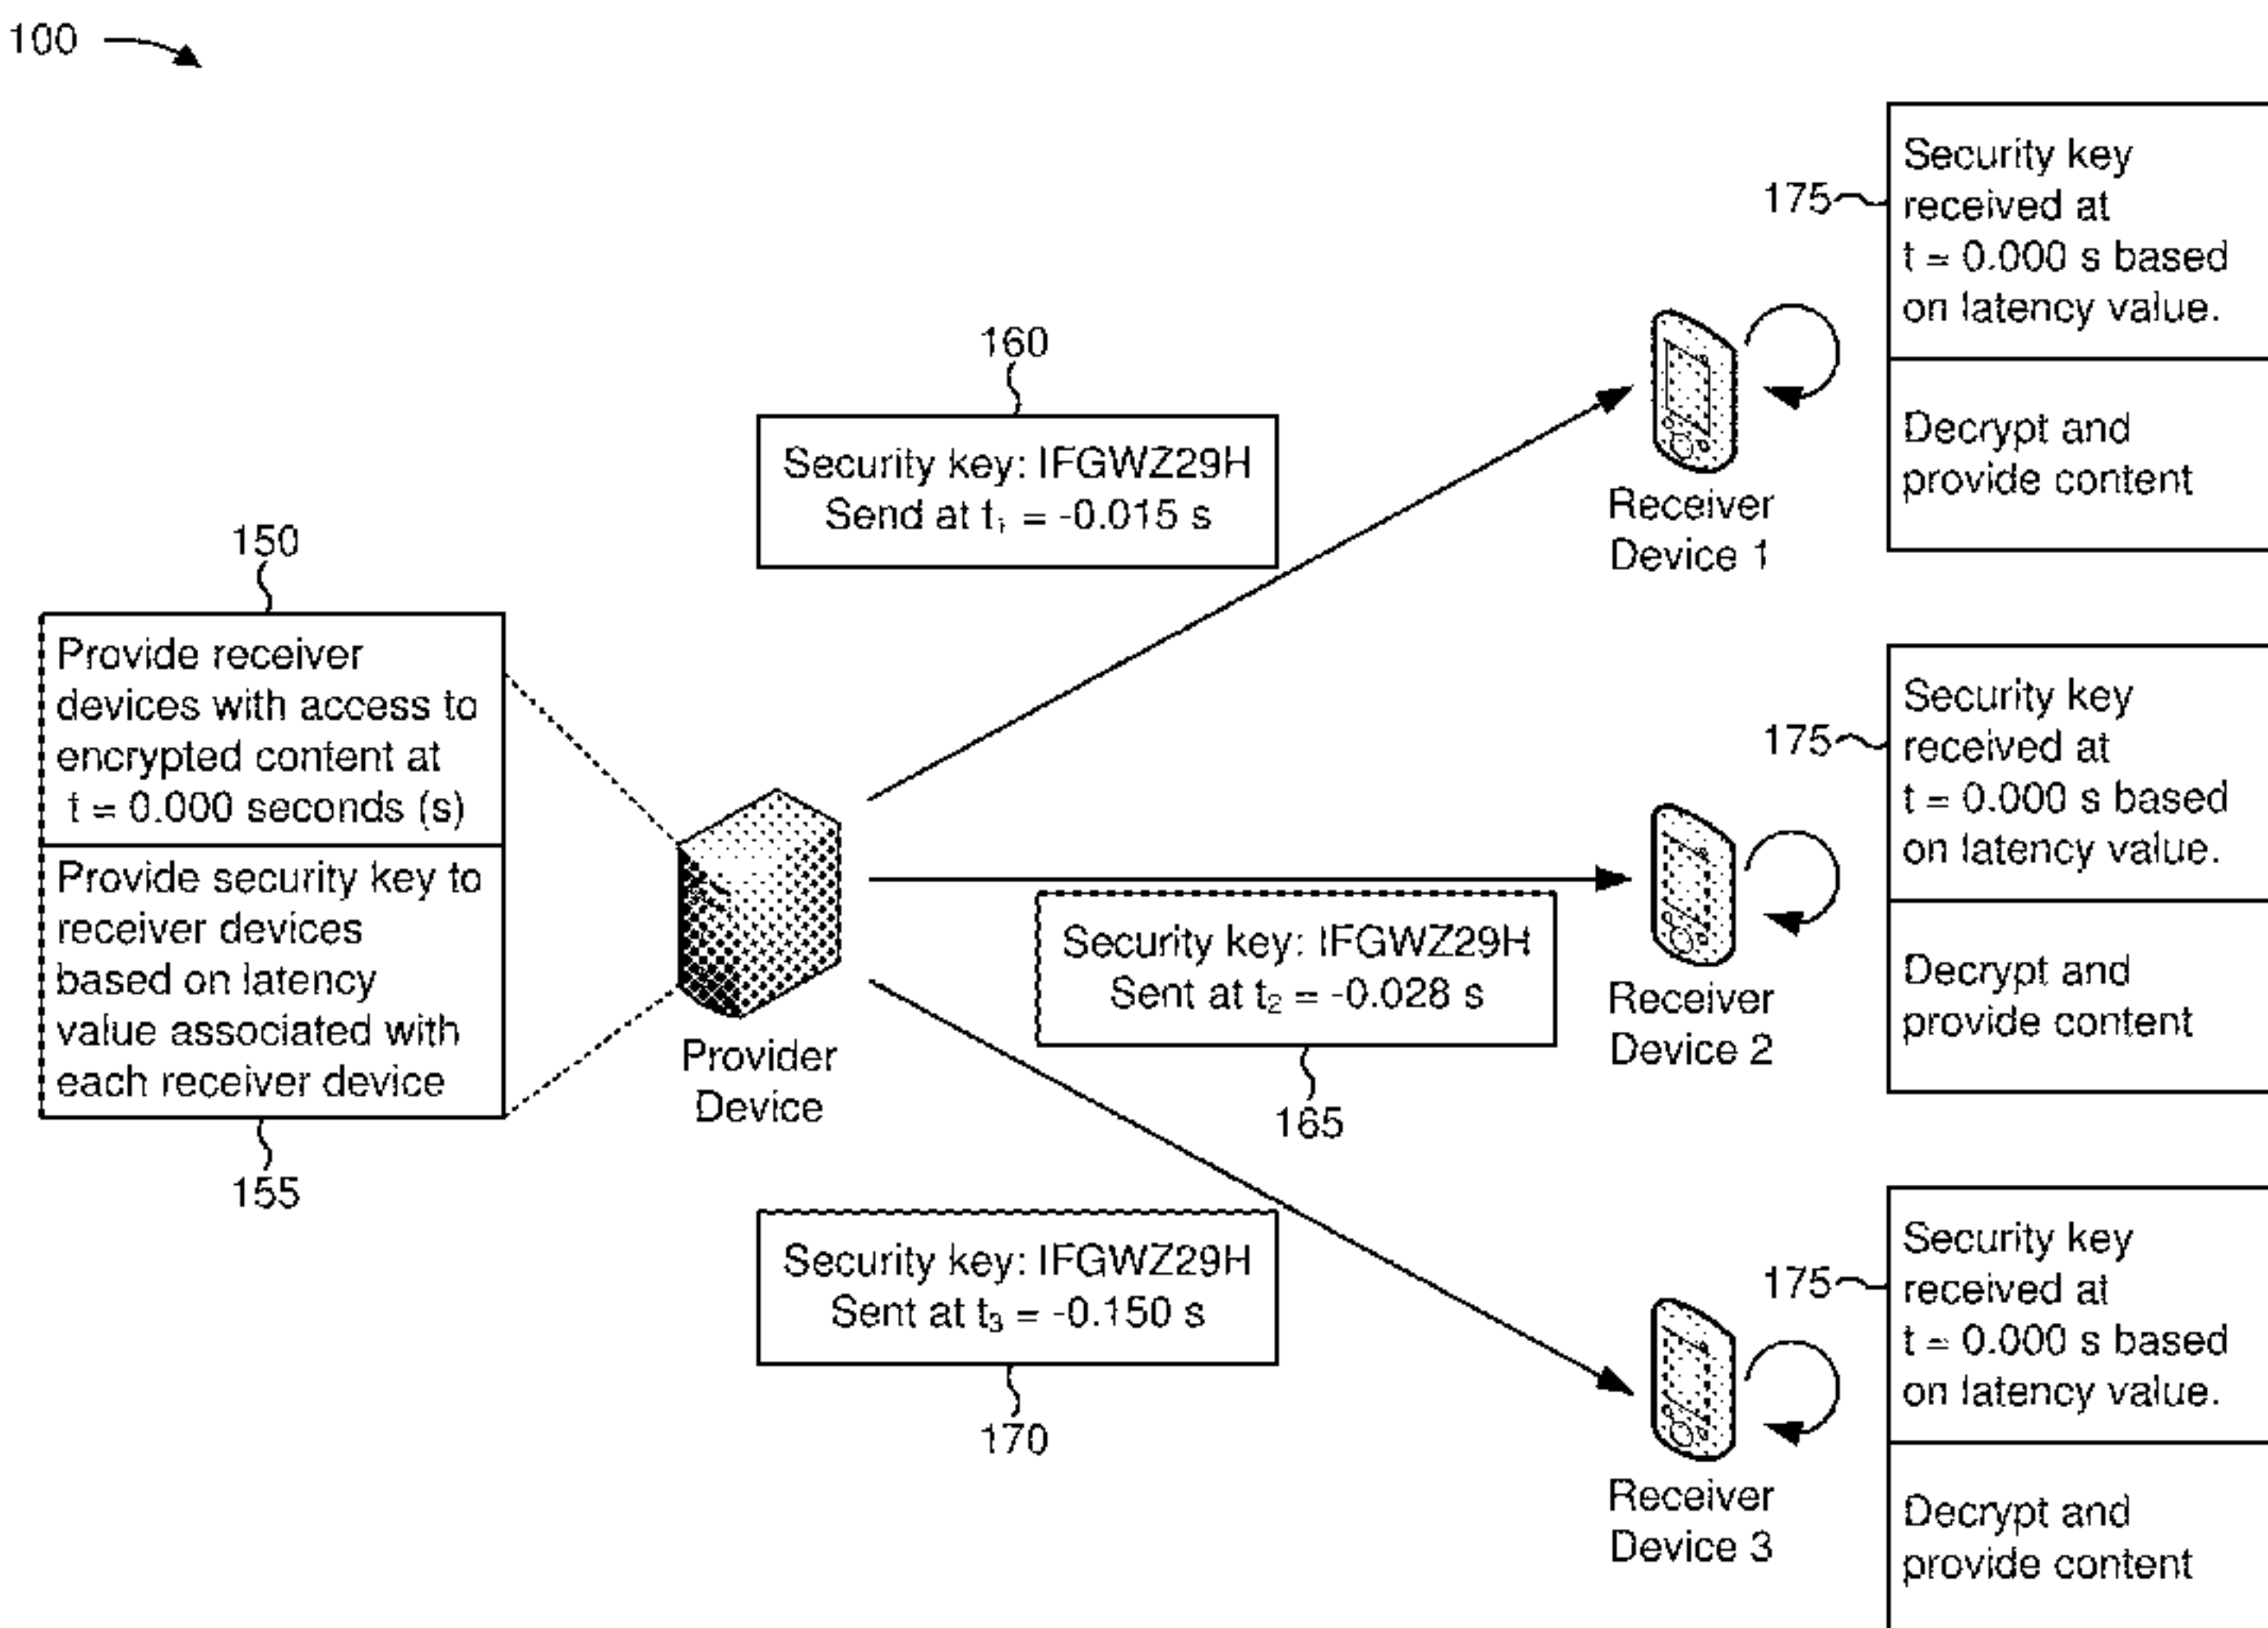 100
150
Provide receiver
devices with access to
encrypted content at
t = 0.000 seconds (s)
Provide security key to
receiver devices
based on latency
value associated with
each receiver device
155
Provider
Device
160
Security key: IFGWZ29H
Send at t₁ = -0.015 s
Security key: IFGWZ29H
Sent at t₂ = -0.028 s
165
Security key: IFGWZ29H
Sent at t₃ = -0.150 s
170
Receiver
Device 1
175
Security key
received at
t = 0.000 s based
on latency value.
Decrypt and
provide content
Receiver
Device 2
175
Security key
received at
t = 0.000 s based
on latency value.
Decrypt and
provide content
Receiver
Device 3
175
Security key
received at
t = 0.000 s based
on latency value.
Decrypt and
provide content